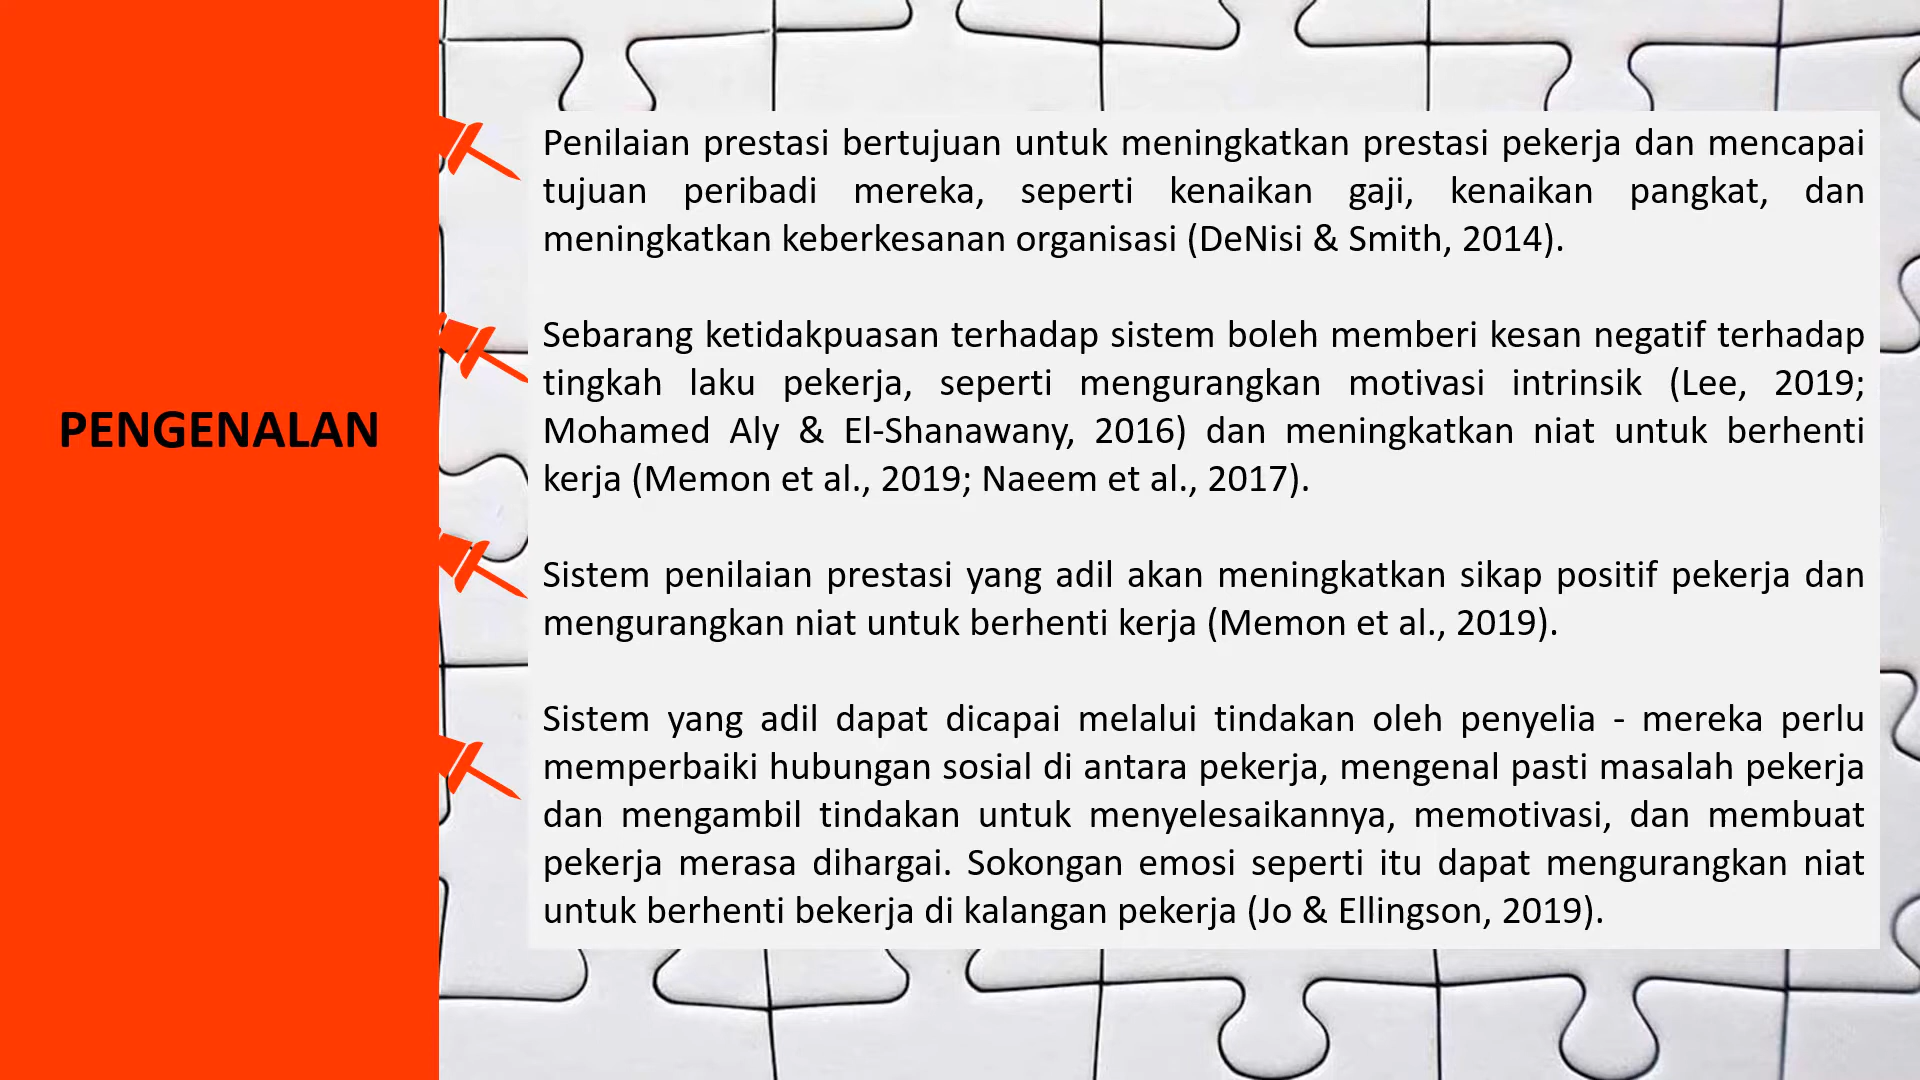 PENGENALAN
Penilaian prestasi bertujuan untuk meningkatkan prestasi pekerja dan mencapai
tujuan peribadi mereka, seperti kenaikan gaji, kenaikan pangkat, dan
meningkatkan keberkesanan organisasi (DeNisi & Smith, 2014).
Sebarang ketidakpuasan terhadap sistem boleh memberi kesan negatif terhadap
tingkah laku pekerja, seperti mengurangkan motivasi intrinsik (Lee, 2019;
Mohamed Aly & El-Shanawany, 2016) dan meningkatkan niat untuk berhenti
kerja (Memon et al., 2019; Naeem et al., 2017).
Sistem penilaian prestasi yang adil akan meningkatkan sikap positif pekerja dan
mengurangkan niat untuk berhenti kerja (Memon et al., 2019).
Sistem yang adil dapat dicapai melalui tindakan oleh penyelia - mereka perlu
memperbaiki hubungan sosial di antara pekerja, mengenal pasti masalah pekerja
dan mengambil tindakan untuk menyelesaikannya, memotivasi, dan membuat
pekerja merasa dihargai. Sokongan emosi seperti itu dapat mengurangkan niat
untuk berhenti bekerja di kalangan pekerja (Jo & Ellingson, 2019).